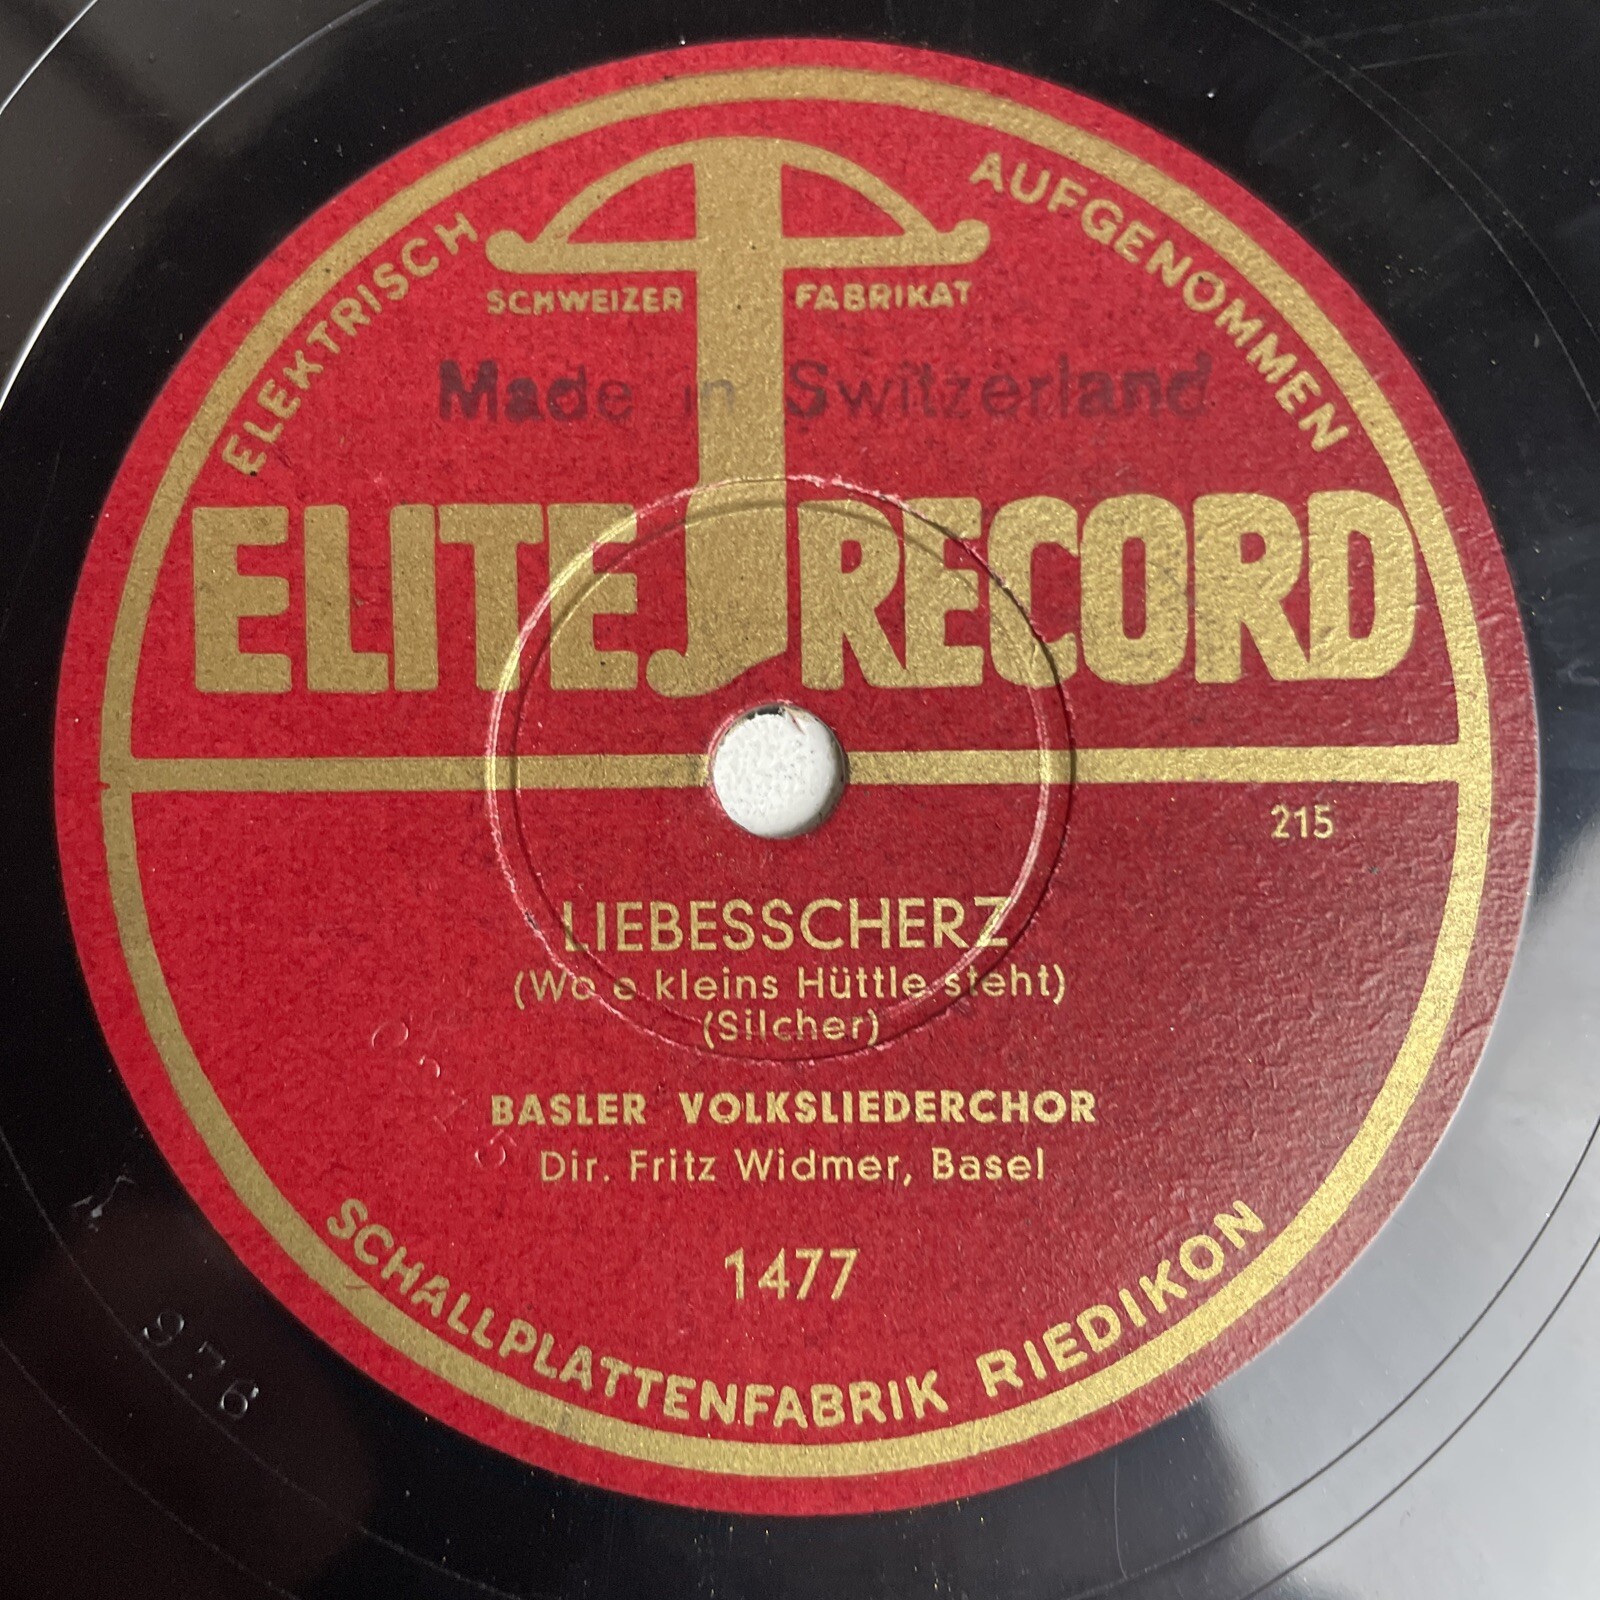 ELEKTRISCH AUFGENOMMEN
SCHWEIZER FABRIKAT
Made in Switzerland
ELITE RECORD
215
LIEBESSCHERZ
(Wo e kleins Hüttle steht)
(Silcher)
BASLER VOLKSLIEDERCHOR
Dir. Fritz Widmer, Basel
1477
SCHALLPLATTENFABRIK RIEDIKON
976